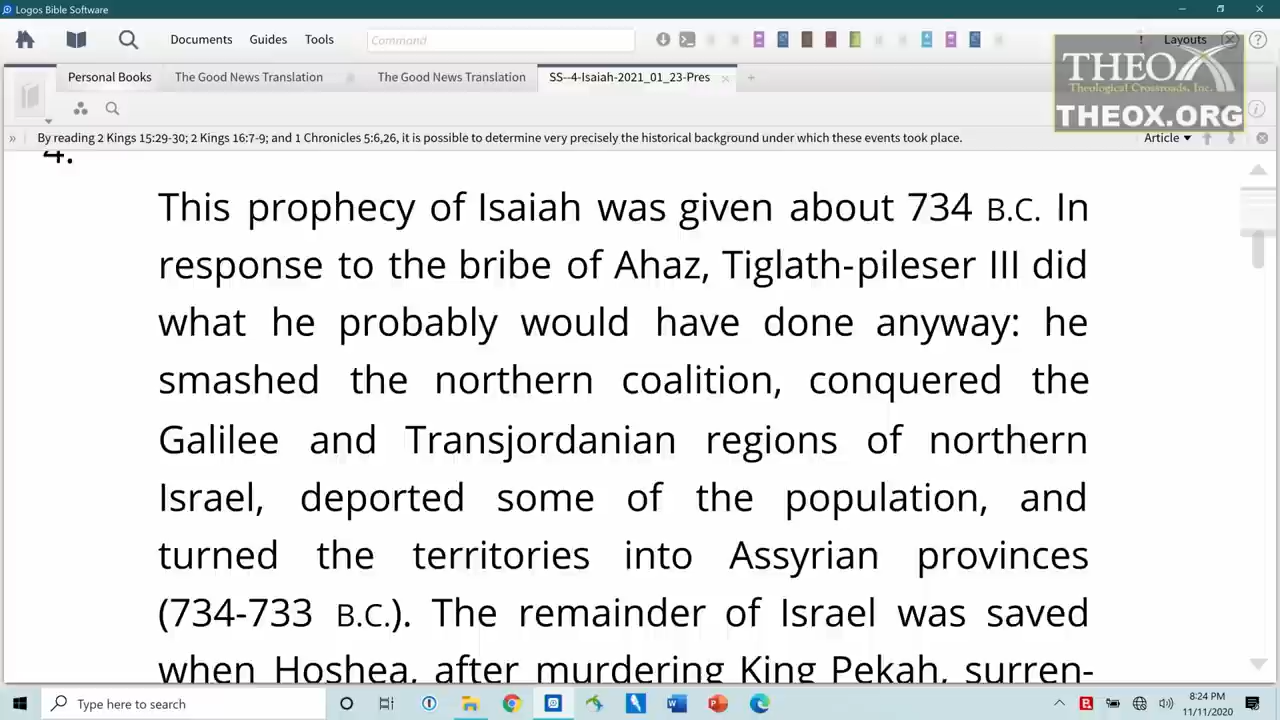 Logos Bible Software
Documents Guides Tools Command Layouts
THEOX
Theological Crossroads, Inc.
THEOX.ORG
Personal Books The Good News Translation The Good News Translation SS--4-Isaiah-2021_01_23-Pres
» By reading 2 Kings 15:29-30; 2 Kings 16:7-9; and 1 Chronicles 5:6,26, it is possible to determine very precisely the historical background under which these events took place. Article
4.
This prophecy of Isaiah was given about 734 B.C. In
response to the bribe of Ahaz, Tiglath-pileser III did
what he probably would have done anyway: he
smashed the northern coalition, conquered the
Galilee and Transjordanian regions of northern
Israel, deported some of the population, and
turned the territories into Assyrian provinces
(734-733 B.C.). The remainder of Israel was saved
when Hoshea, after murdering King Pekah, surren-
Type here to search
8:24 PM
11/11/2020